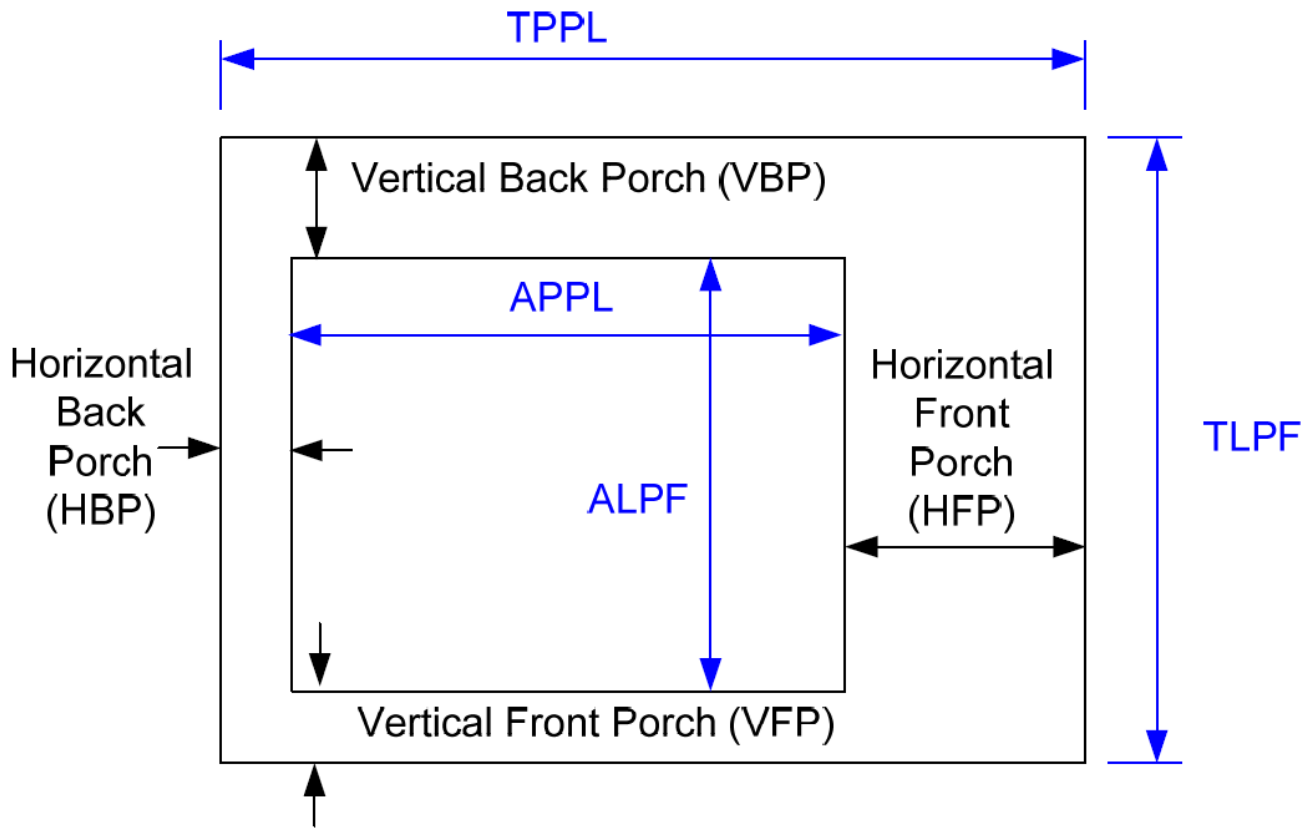 TPPL
Vertical Back Porch (VBP)
APPL
Horizontal
Back
Porch
(HBP)
Horizontal
Front
Porch
(HFP)
TLPF
ALPF
Vertical Front Porch (VFP)